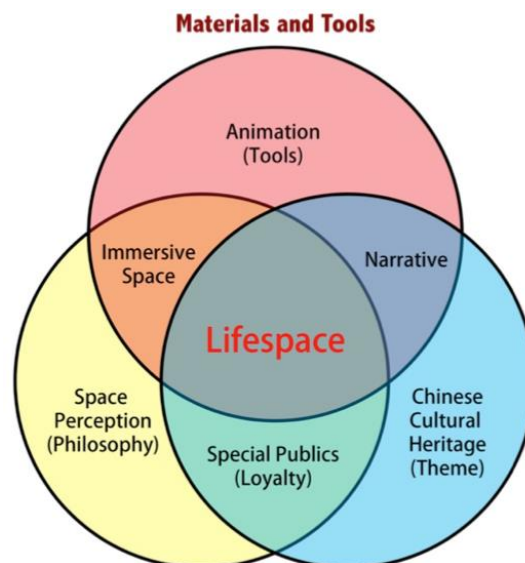 Materials and Tools
Animation
(Tools)
Immersive
Space
Narrative
Lifespace
Space
Perception
(Philosophy)
Special Publics
(Loyalty)
Chinese
Cultural
Heritage
(Theme)